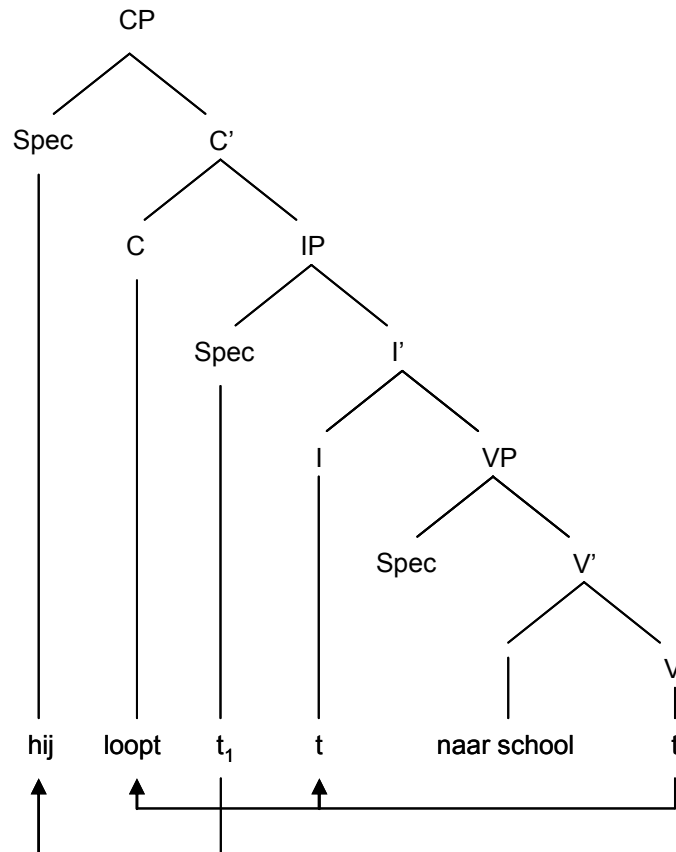 CP
Spec C’
C IP
Spec I’
I VP
Spec V’
V
hij loopt t₁ t naar school t